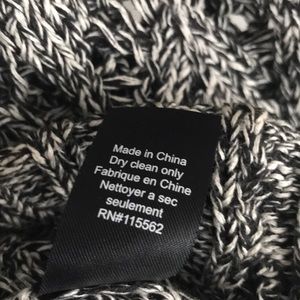 Made in China
Dry clean only
Fabrique en Chine
Nettoyer a sec
seulement
RN#115562